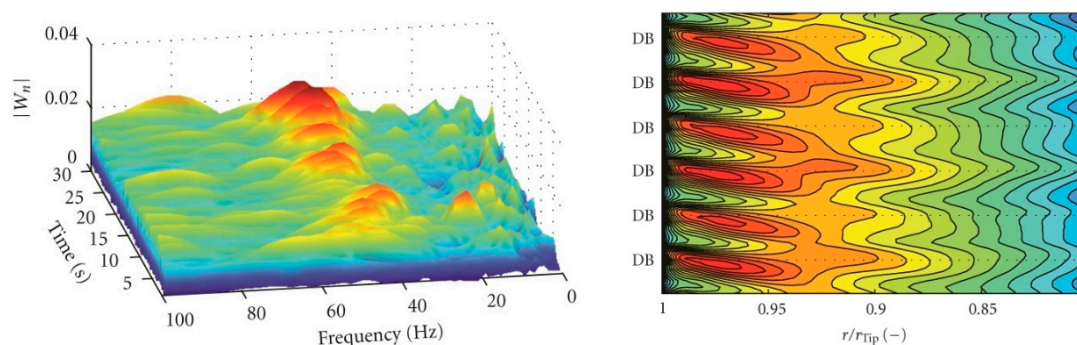 0.04
0.02
0
|Wn|
30
25
20
15
10
5
Time (s)
100
80
60
40
20
0
Frequency (Hz)
DB
DB
DB
DB
DB
DB
1
0.95
0.9
0.85
r/rTip (−)